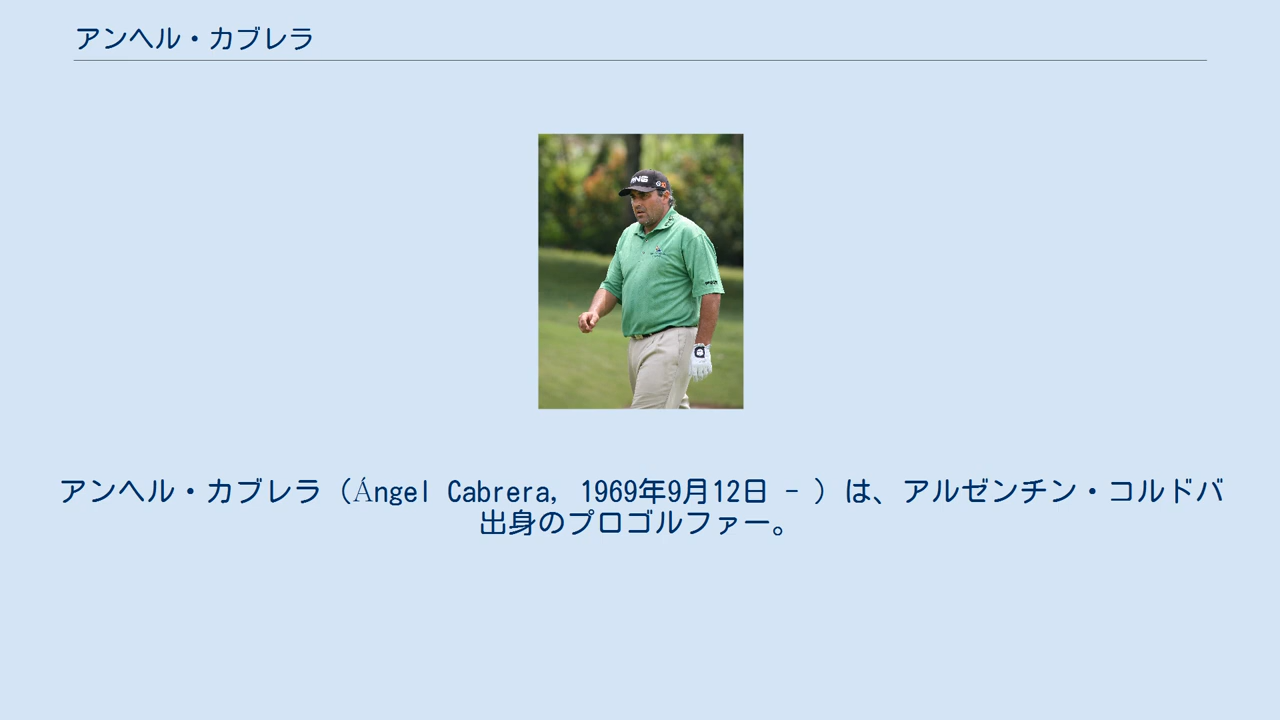 アンヘル・カブレラ
PING
アンヘル・カブレラ（Ángel Cabrera, 1969年9月12日 - ）は、アルゼンチン・コルドバ
出身のプロゴルファー。